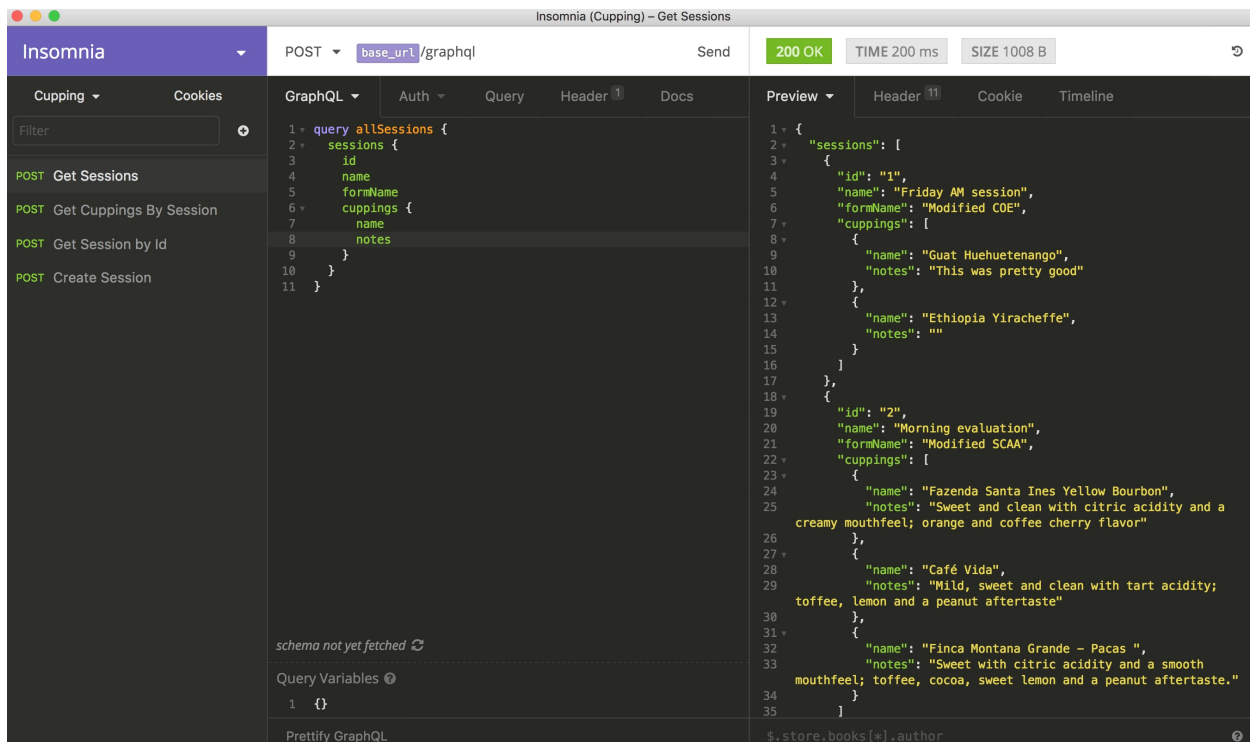 Insomnia (Cupping) – Get Sessions
Insomnia
POST base_url /graphql Send
200 OK TIME 200 ms SIZE 1008 B
Cupping Cookies
Filter
POST Get Sessions
POST Get Cuppings By Session
POST Get Session by Id
POST Create Session
GraphQL Auth Query Header 1 Docs
1 query allSessions {
2 sessions {
3 id
4 name
5 formName
6 cuppings {
7 name
8 notes
9 }
10 }
11 }
schema not yet fetched
Query Variables
1 {}
Prettify GraphQL
Preview Header 11 Cookie Timeline
1 {
2 "sessions": [
3 {
4 "id": "1",
5 "name": "Friday AM session",
6 "formName": "Modified COE",
7 "cuppings": [
8 {
9 "name": "Guat Huehuetenango",
10 "notes": "This was pretty good"
11 },
12 {
13 "name": "Ethiopia Yiracheffe",
14 "notes": ""
15 }
16 ]
17 },
18 {
19 "id": "2",
20 "name": "Morning evaluation",
21 "formName": "Modified SCAA",
22 "cuppings": [
23 {
24 "name": "Fazenda Santa Ines Yellow Bourbon",
25 "notes": "Sweet and clean with citric acidity and a
creamy mouthfeel; orange and coffee cherry flavor"
26 },
27 {
28 "name": "Café Vida",
29 "notes": "Mild, sweet and clean with tart acidity;
toffee, lemon and a peanut aftertaste"
30 },
31 {
32 "name": "Finca Montana Grande – Pacas ",
33 "notes": "Sweet with citric acidity and a smooth
mouthfeel; toffee, cocoa, sweet lemon and a peanut aftertaste."
34 }
35 ]
$.store.books[*].author